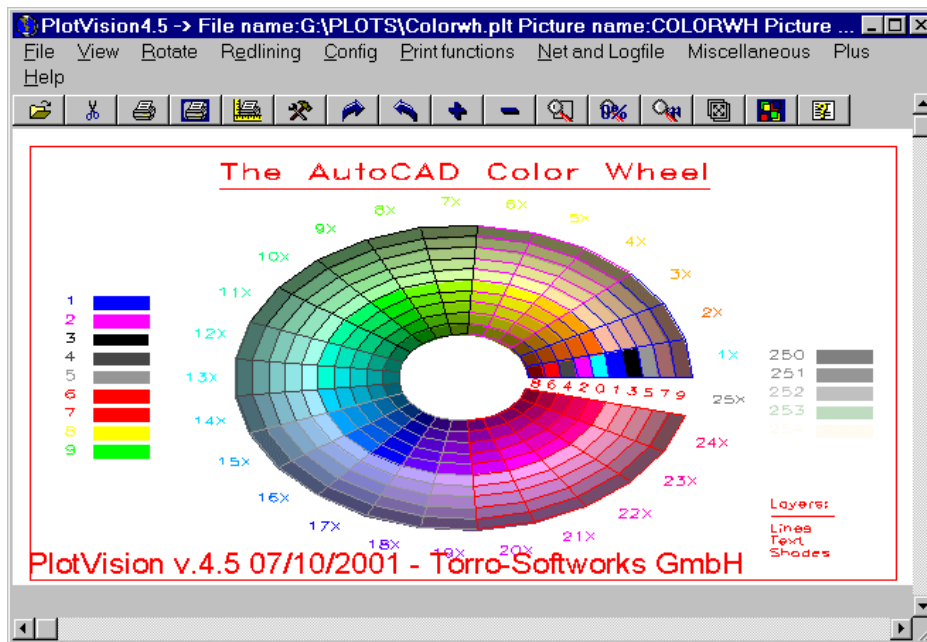 PlotVision4.5 -> File name:G:\PLOTS\Colorwh.plt Picture name:COLORWH Picture ...
File View Rotate Redlining Config Print functions Net and Logfile Miscellaneous Plus
Help
The AutoCAD Color Wheel
7X
8X
6X
9X
5X
10X
4X
11X
3X
12X
2X
13X
1X
14X
25X
15X
24X
16X
23X
17X
22X
18X
21X
19X
20X
8 6 4 2 0 1 3 5 7 9
1
2
3
4
5
6
7
8
9
250
251
252
253
Layers:
Lines
Text
Shades
PlotVision v.4.5 07/10/2001 - Torro-Softworks GmbH